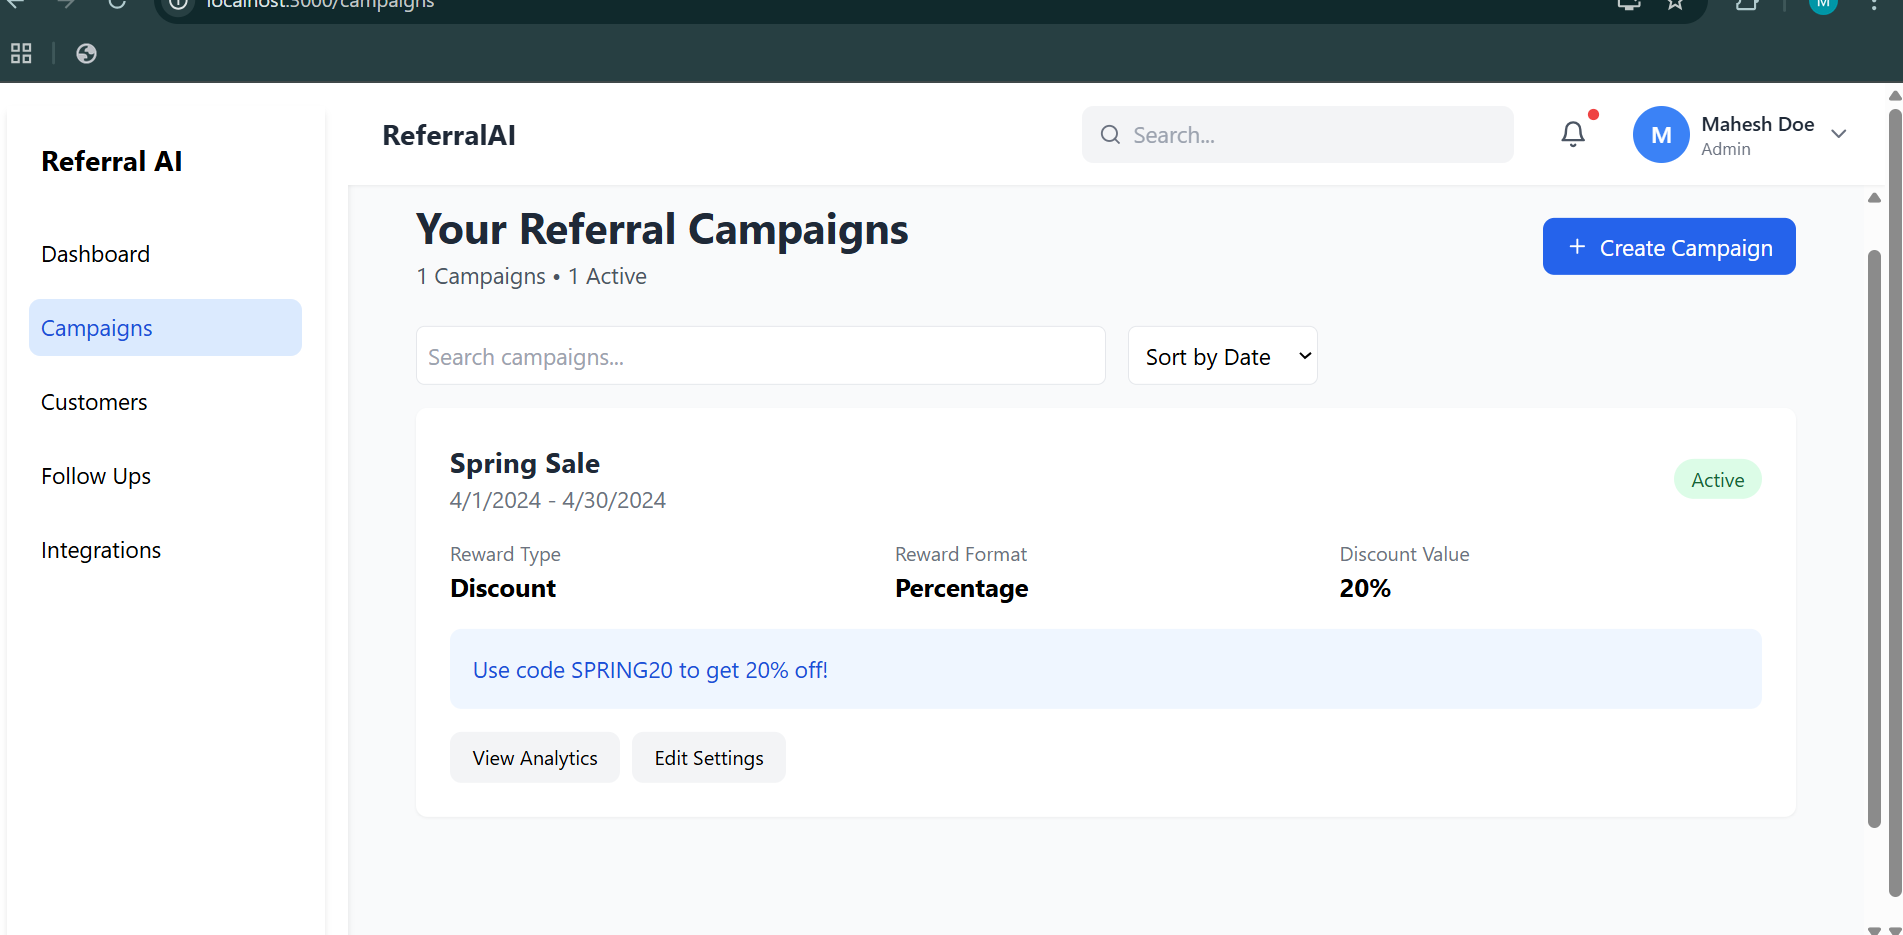 localhost:3000/campaigns
M
Referral AI
Dashboard
Campaigns
Customers
Follow Ups
Integrations
ReferralAI
Search...
M
Mahesh Doe
Admin
Your Referral Campaigns
1 Campaigns • 1 Active
+ Create Campaign
Search campaigns...
Sort by Date
Spring Sale
4/1/2024 - 4/30/2024
Active
Reward Type
Discount
Reward Format
Percentage
Discount Value
20%
Use code SPRING20 to get 20% off!
View Analytics
Edit Settings